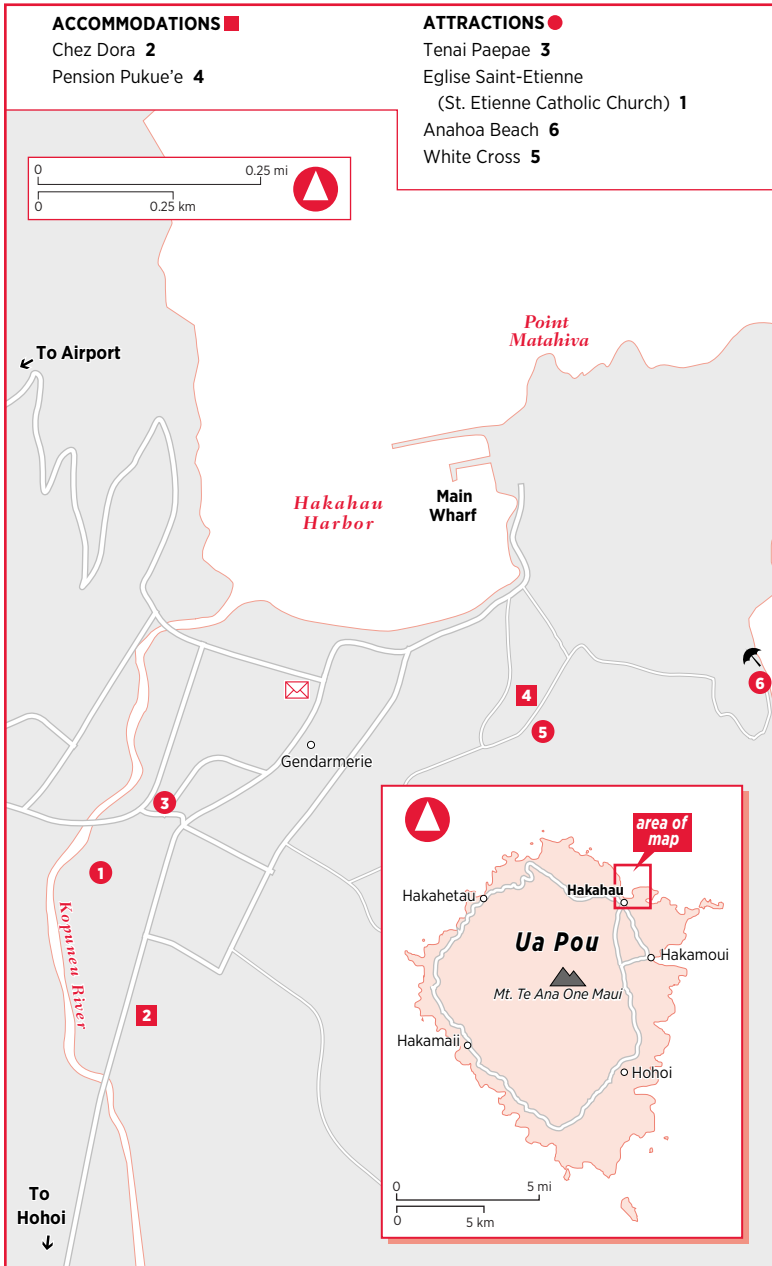 ACCOMMODATIONS
Chez Dora 2
Pension Pukue'e 4
ATTRACTIONS
Tenai Paepae 3
Eglise Saint-Etienne
(St. Etienne Catholic Church) 1
Anahoa Beach 6
White Cross 5
0 0.25 mi
0 0.25 km
To Airport
Point
Matahiva
Hakahau
Harbor
Main
Wharf
4
5
6
Gendarmerie
3
1
Kopuneu River
2
To
Hohoi
area of
map
Hakahetau
Hakahau
Ua Pou
Hakamoui
Mt. Te Ana One Maui
Hakamaii
Hohoi
0 5 mi
0 5 km